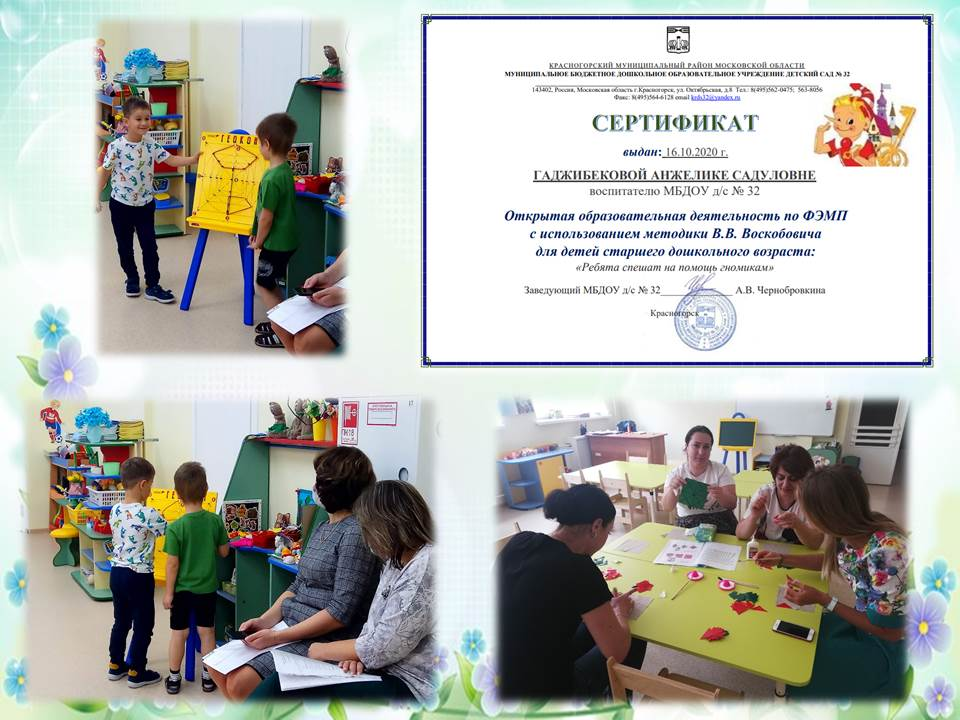 ГЕОКОН
КРАСНОГОРСКИЙ МУНИЦИПАЛЬНЫЙ РАЙОН МОСКОВСКОЙ ОБЛАСТИ
МУНИЦИПАЛЬНОЕ БЮДЖЕТНОЕ ДОШКОЛЬНОЕ ОБРАЗОВАТЕЛЬНОЕ УЧРЕЖДЕНИЕ ДЕТСКИЙ САД № 32
143402, Россия, Московская область г.Красногорск, ул. Октябрьская, д.8 Тел.: 8(495)562-0475; 563-8056
Факс: 8(495)564-6128 email krds32@yandex.ru
СЕРТИФИКАТ
выдан: 16.10.2020 г.
ГАДЖИБЕКОВОЙ АНЖЕЛИКЕ САДУЛОВНЕ
воспитателю МБДОУ д/с № 32
Открытая образовательная деятельность по ФЭМП
с использованием методики В.В. Воскобовича
для детей старшего дошкольного возраста:
«Ребята спешат на помощь гномикам»
Заведующий МБДОУ д/с № 32 А.В. Чернобровкина
Красногорск